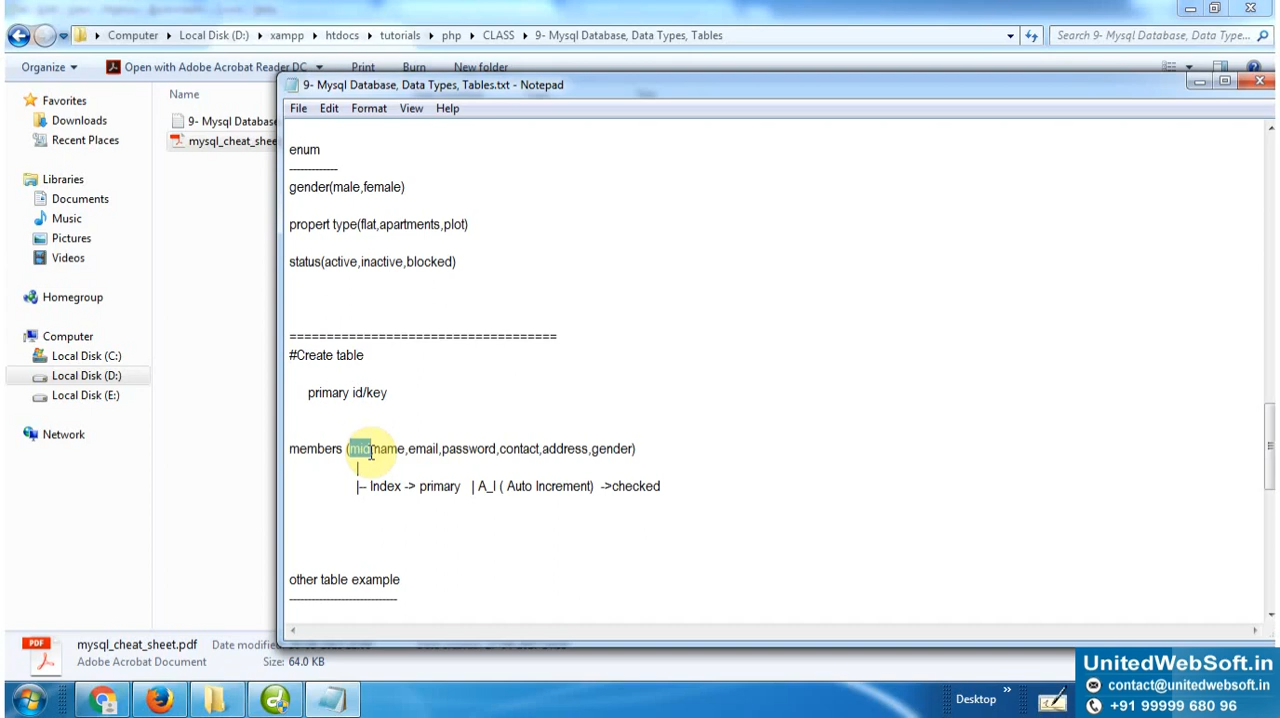 Computer ▸ Local Disk (D:) ▸ xampp ▸ htdocs ▸ tutorials ▸ php ▸ CLASS ▸ 9- Mysql Database, Data Types, Tables
Search 9- Mysql Database, Data Type...
Organize
Open with Adobe Acrobat Reader DC
Print
Burn
New folder
Favorites
Downloads
Recent Places
Libraries
Documents
Music
Pictures
Videos
Homegroup
Computer
Local Disk (C:)
Local Disk (D:)
Local Disk (E:)
Network
Name
9- Mysql Database
mysql_cheat_shee
9- Mysql Database, Data Types, Tables.txt - Notepad
File Edit Format View Help
enum
-------------
gender(male,female)
propert type(flat,apartments,plot)
status(active,inactive,blocked)
===================================
#Create table
primary id/key
members (mid,name,email,password,contact,address,gender)
|
|-- Index -> primary | A_I ( Auto Increment) ->checked
other table example
-----------------------------
PDF
mysql_cheat_sheet.pdf
Date modified:
Adobe Acrobat Document
Size: 64.0 KB
UnitedWebSoft.in
contact@unitedwebsoft.in
+91 99999 680 96
Desktop